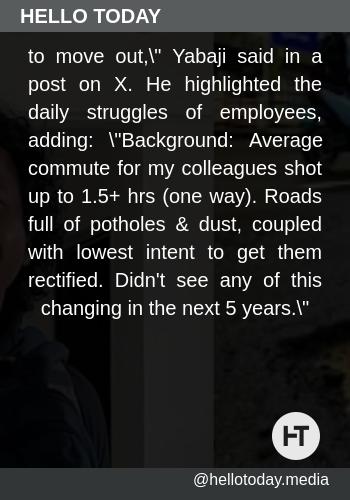 HELLO TODAY
to move out,\" Yabaji said in a
post on X. He highlighted the
daily struggles of employees,
adding: \"Background: Average
commute for my colleagues shot
up to 1.5+ hrs (one way). Roads
full of potholes & dust, coupled
with lowest intent to get them
rectified. Didn't see any of this
changing in the next 5 years.\"
HT
@hellotoday.media